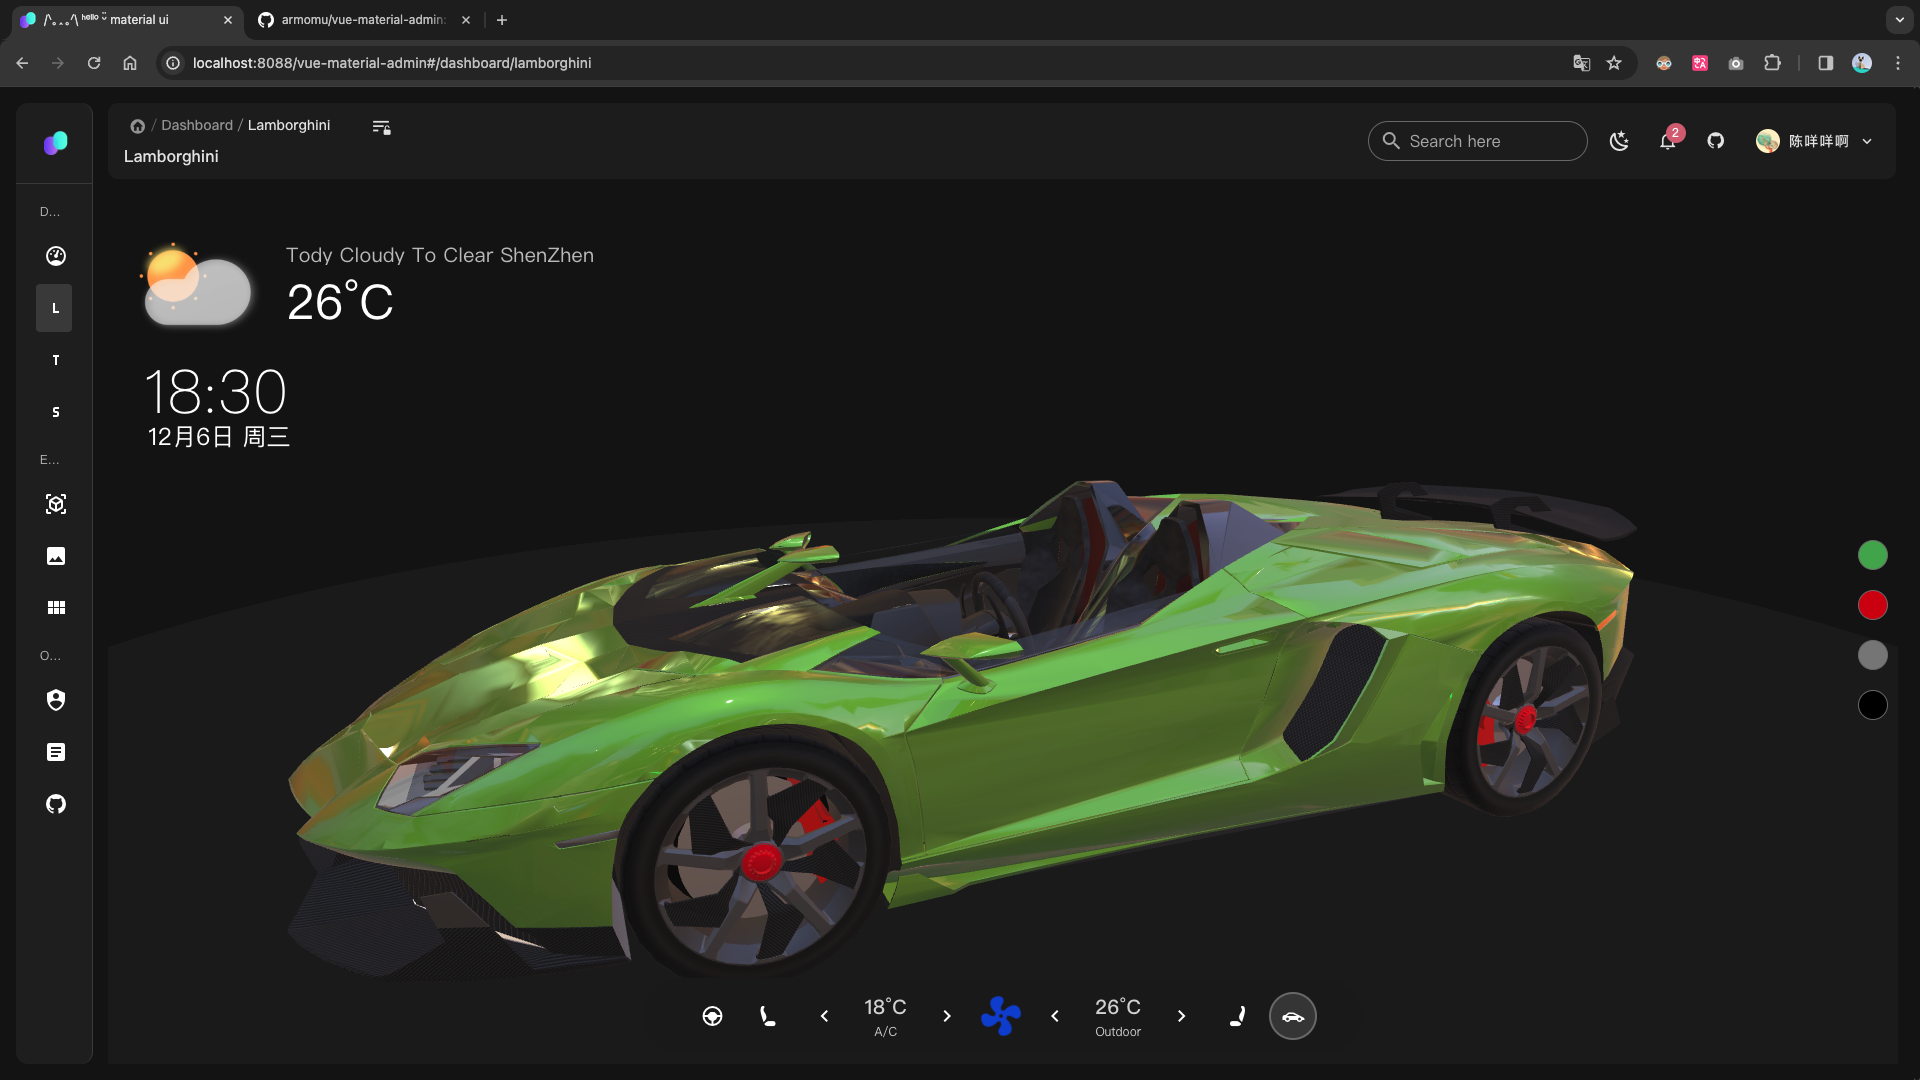 /\｡｡｡/\ ʰᵉˡˡᵒ ˘̈ material ui
armomu/vue-material-admin:
localhost:8088/vue-material-admin#/dashboard/lamborghini
/ Dashboard / Lamborghini
Lamborghini
Search here
2
陈咩咩啊
D...
L
T
S
E...
O...
Tody Cloudy To Clear ShenZhen
26°C
18:30
12月6日 周三
18°C
A/C
26°C
Outdoor